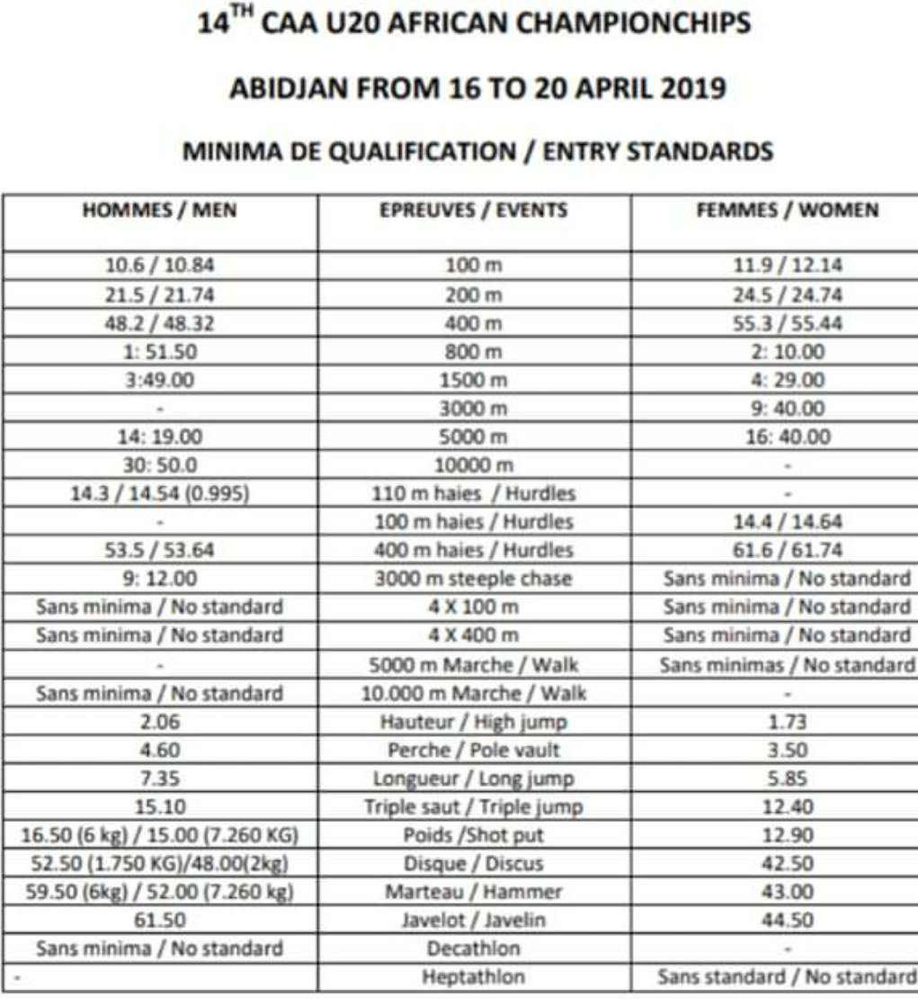 14TH CAA U20 AFRICAN CHAMPIONCHIPS
ABIDJAN FROM 16 TO 20 APRIL 2019
MINIMA DE QUALIFICATION / ENTRY STANDARDS
HOMMES / MEN EPREUVES / EVENTS FEMMES / WOMEN
10.6 / 10.84 100 m 11.9 / 12.14
21.5 / 21.74 200 m 24.5 / 24.74
48.2 / 48.32 400 m 55.3 / 55.44
1: 51.50 800 m 2: 10.00
3:49.00 1500 m 4: 29.00
- 3000 m 9: 40.00
14: 19.00 5000 m 16: 40.00
30: 50.0 10000 m -
14.3 / 14.54 (0.995) 110 m haies / Hurdles -
- 100 m haies / Hurdles 14.4 / 14.64
53.5 / 53.64 400 m haies / Hurdles 61.6 / 61.74
9: 12.00 3000 m steeple chase Sans minima / No standard
Sans minima / No standard 4 X 100 m Sans minima / No standard
Sans minima / No standard 4 X 400 m Sans minima / No standard
- 5000 m Marche / Walk Sans minimas / No standard
Sans minima / No standard 10.000 m Marche / Walk -
2.06 Hauteur / High jump 1.73
4.60 Perche / Pole vault 3.50
7.35 Longueur / Long jump 5.85
15.10 Triple saut / Triple jump 12.40
16.50 (6 kg) / 15.00 (7.260 KG) Poids /Shot put 12.90
52.50 (1.750 KG)/48.00(2kg) Disque / Discus 42.50
59.50 (6kg) / 52.00 (7.260 kg) Marteau / Hammer 43.00
61.50 Javelot / Javelin 44.50
Sans minima / No standard Decathlon -
- Heptathlon Sans standard / No standard